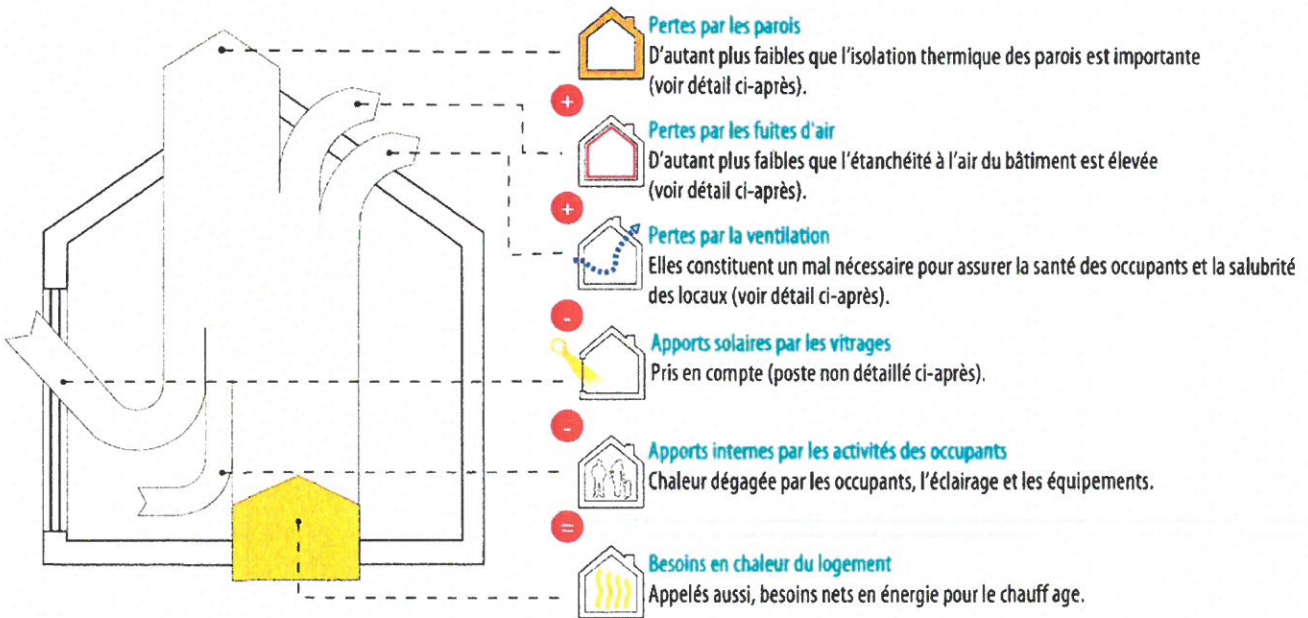 Pertes par les parois
D'autant plus faibles que l'isolation thermique des parois est importante
(voir détail ci-après).
+
Pertes par les fuites d'air
D'autant plus faibles que l'étanchéité à l'air du bâtiment est élevée
(voir détail ci-après).
+
Pertes par la ventilation
Elles constituent un mal nécessaire pour assurer la santé des occupants et la salubrité
des locaux (voir détail ci-après).
-
Apports solaires par les vitrages
Pris en compte (poste non détaillé ci-après).
-
Apports internes par les activités des occupants
Chaleur dégagée par les occupants, l'éclairage et les équipements.
=
Besoins en chaleur du logement
Appelés aussi, besoins nets en énergie pour le chauff age.